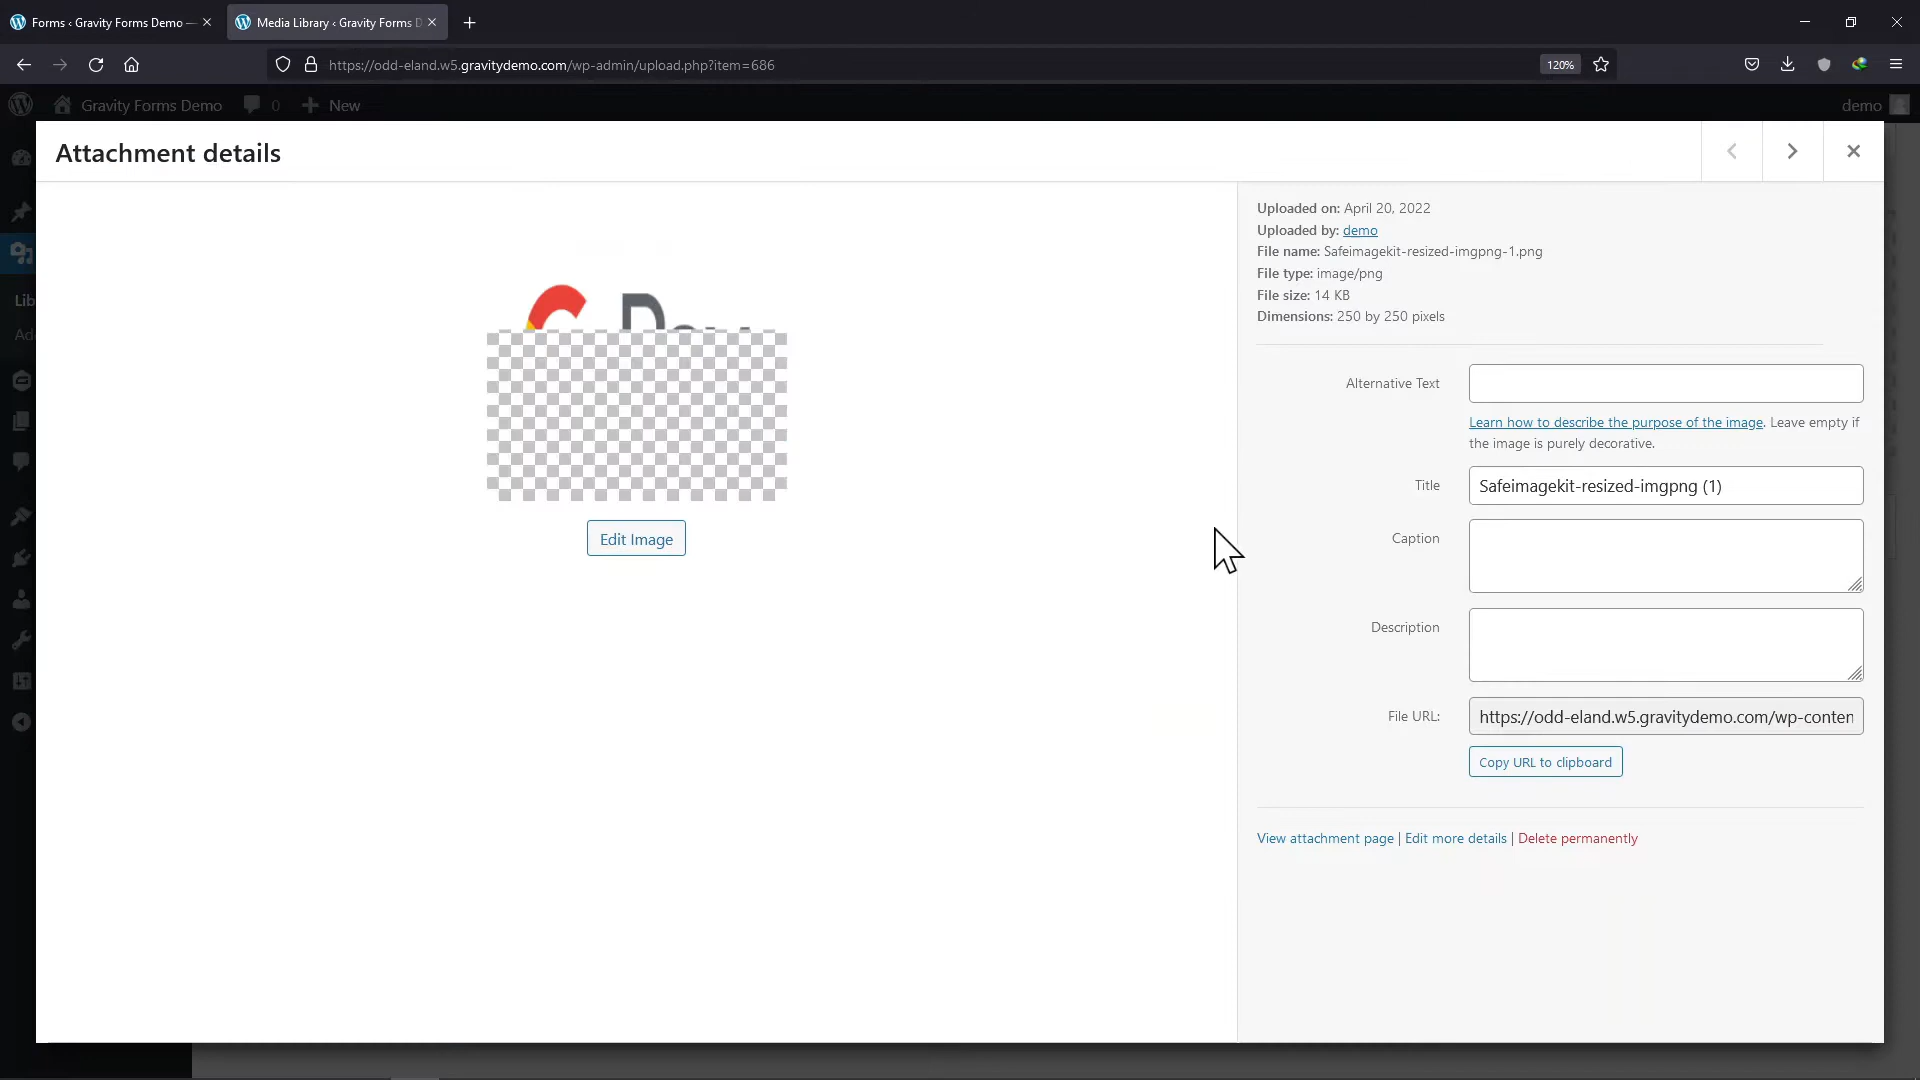 Forms ‹ Gravity Forms Demo —
Media Library ‹ Gravity Forms D
https://odd-eland.w5.gravitydemo.com/wp-admin/upload.php?item=686
120%
Gravity Forms Demo
0
New
demo
Attachment details
Lib
Ad
Uploaded on: April 20, 2022
Uploaded by: demo
File name: Safeimagekit-resized-imgpng-1.png
File type: image/png
File size: 14 KB
Dimensions: 250 by 250 pixels
Alternative Text
Learn how to describe the purpose of the image. Leave empty if
the image is purely decorative.
Title
Safeimagekit-resized-imgpng (1)
Caption
Description
File URL:
https://odd-eland.w5.gravitydemo.com/wp-conten
Copy URL to clipboard
Edit Image
View attachment page | Edit more details | Delete permanently